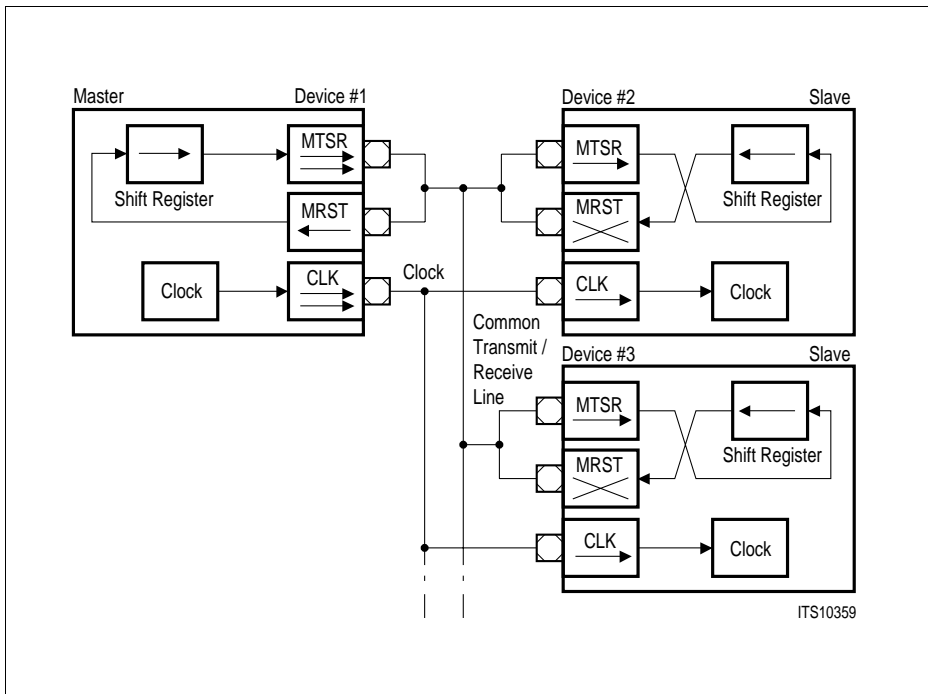 Master Device #1
MTSR
Shift Register
MRST
Clock
CLK
Clock
Common
Transmit /
Receive
Line
Device #2 Slave
MTSR
MRST
Shift Register
CLK
Clock
Device #3 Slave
MTSR
MRST
Shift Register
CLK
Clock
ITS10359